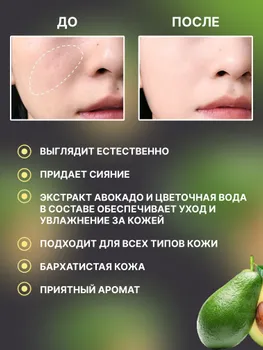 ДО
ПОСЛЕ
ВЫГЛЯДИТ ЕСТЕСТВЕННО
ПРИДАЕТ СИЯНИЕ
ЭКСТРАКТ АВОКАДО И ЦВЕТОЧНАЯ ВОДА
В СОСТАВЕ ОБЕСПЕЧИВАЕТ УХОД И
УВЛАЖНЕНИЕ ЗА КОЖЕЙ
ПОДХОДИТ ДЛЯ ВСЕХ ТИПОВ КОЖИ
БАРХАТИСТАЯ КОЖА
ПРИЯТНЫЙ АРОМАТ